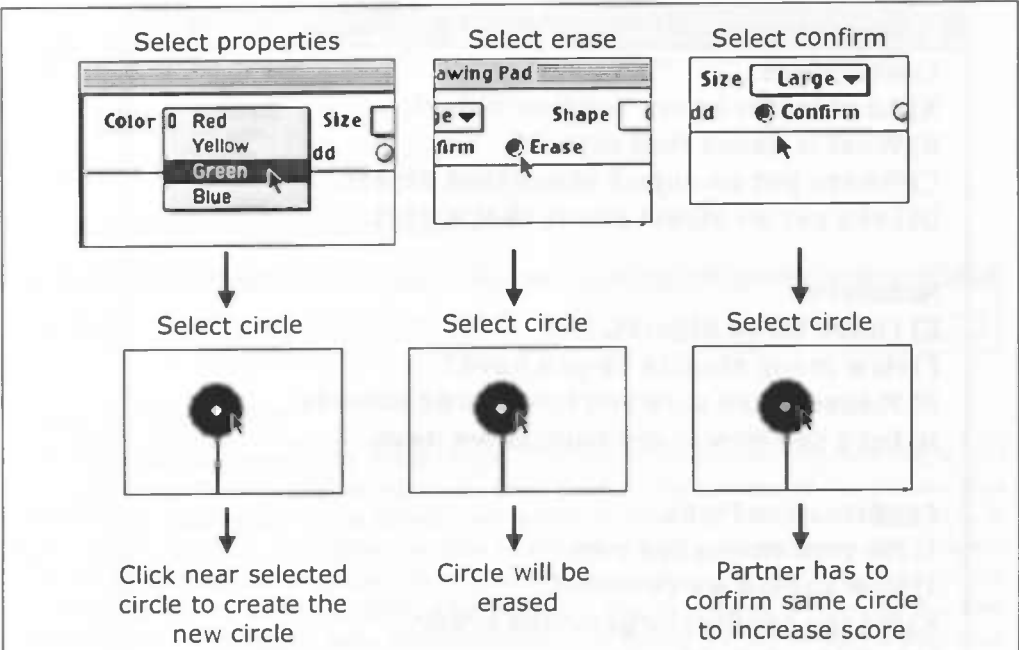 Select properties
Color Red Size
Yellow dd
Green
Blue
Select circle
Click near selected
circle to create the
new circle
Select erase
awing Pad
ge Shape
firm Erase
Select circle
Circle will be
erased
Select confirm
Size Large
dd Confirm
Select circle
Partner has to
confirm same circle
to increase score